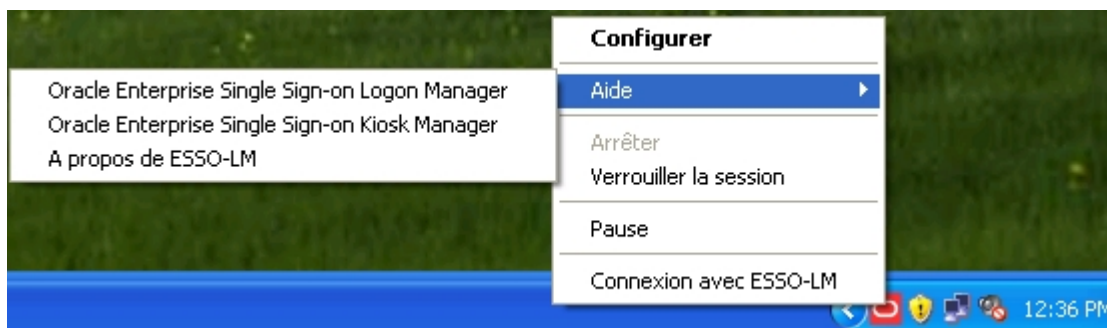 Configurer
Aide
Oracle Enterprise Single Sign-on Logon Manager
Oracle Enterprise Single Sign-on Kiosk Manager
A propos de ESSO-LM
Arrêter
Verrouiller la session
Pause
Connexion avec ESSO-LM
12:36 PM